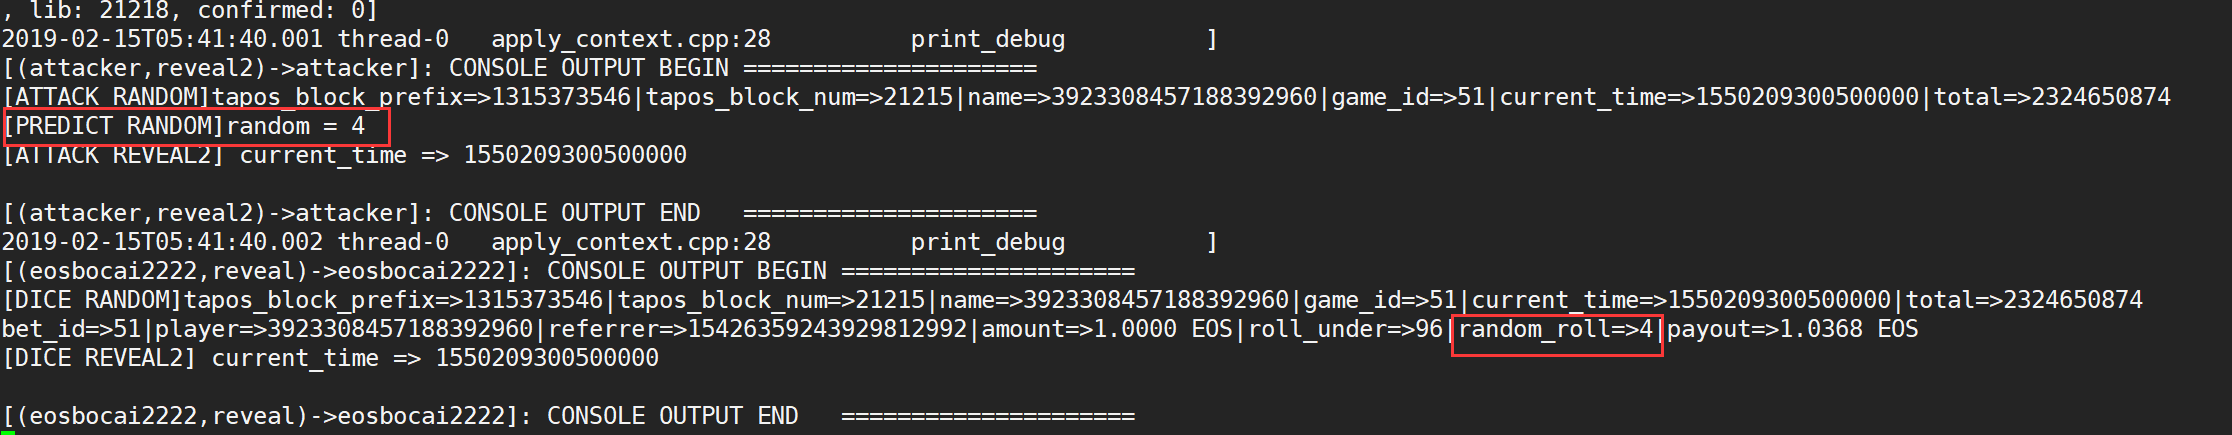 , lib: 21218, confirmed: 0]
2019-02-15T05:41:40.001 thread-0   apply_context.cpp:28          print_debug          ]
[(attacker,reveal2)->attacker]: CONSOLE OUTPUT BEGIN =====================
[ATTACK RANDOM]tapos_block_prefix=>1315373546|tapos_block_num=>21215|name=>3923308457188392960|game_id=>51|current_time=>1550209300500000|total=>2324650874
[PREDICT RANDOM]random = 4
[ATTACK REVEAL2] current_time => 1550209300500000
[(attacker,reveal2)->attacker]: CONSOLE OUTPUT END   =====================
2019-02-15T05:41:40.002 thread-0   apply_context.cpp:28          print_debug          ]
[(eosbocai2222,reveal)->eosbocai2222]: CONSOLE OUTPUT BEGIN =====================
[DICE RANDOM]tapos_block_prefix=>1315373546|tapos_block_num=>21215|name=>3923308457188392960|game_id=>51|current_time=>1550209300500000|total=>2324650874
bet_id=>51|player=>3923308457188392960|referrer=>15426359243929812992|amount=>1.0000 EOS|roll_under=>96|random_roll=>4|payout=>1.0368 EOS
[DICE REVEAL2] current_time => 1550209300500000
[(eosbocai2222,reveal)->eosbocai2222]: CONSOLE OUTPUT END   =====================